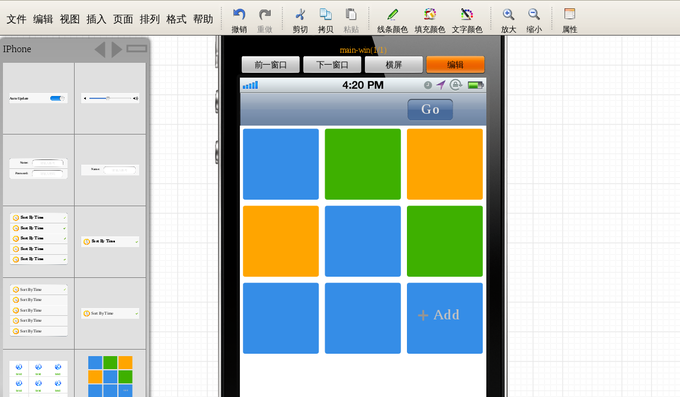 文件 编辑 视图 插入 页面 排列 格式 帮助
撤销 重做 剪切 拷贝 粘贴 线条颜色 填充颜色 文字颜色 放大 缩小 属性
IPhone
main-win(1/1)
前一窗口 下一窗口 横屏 编辑
4:20 PM
Go
Auto Update
Name
Password
Name
Sort By Time
Sort By Time
Sort By Time
Sort By Time
Sort By Time
Sort By Time
Sort By Time
Sort By Time
Sort By Time
Sort By Time
Sort By Time
Sort By Time
+ Add